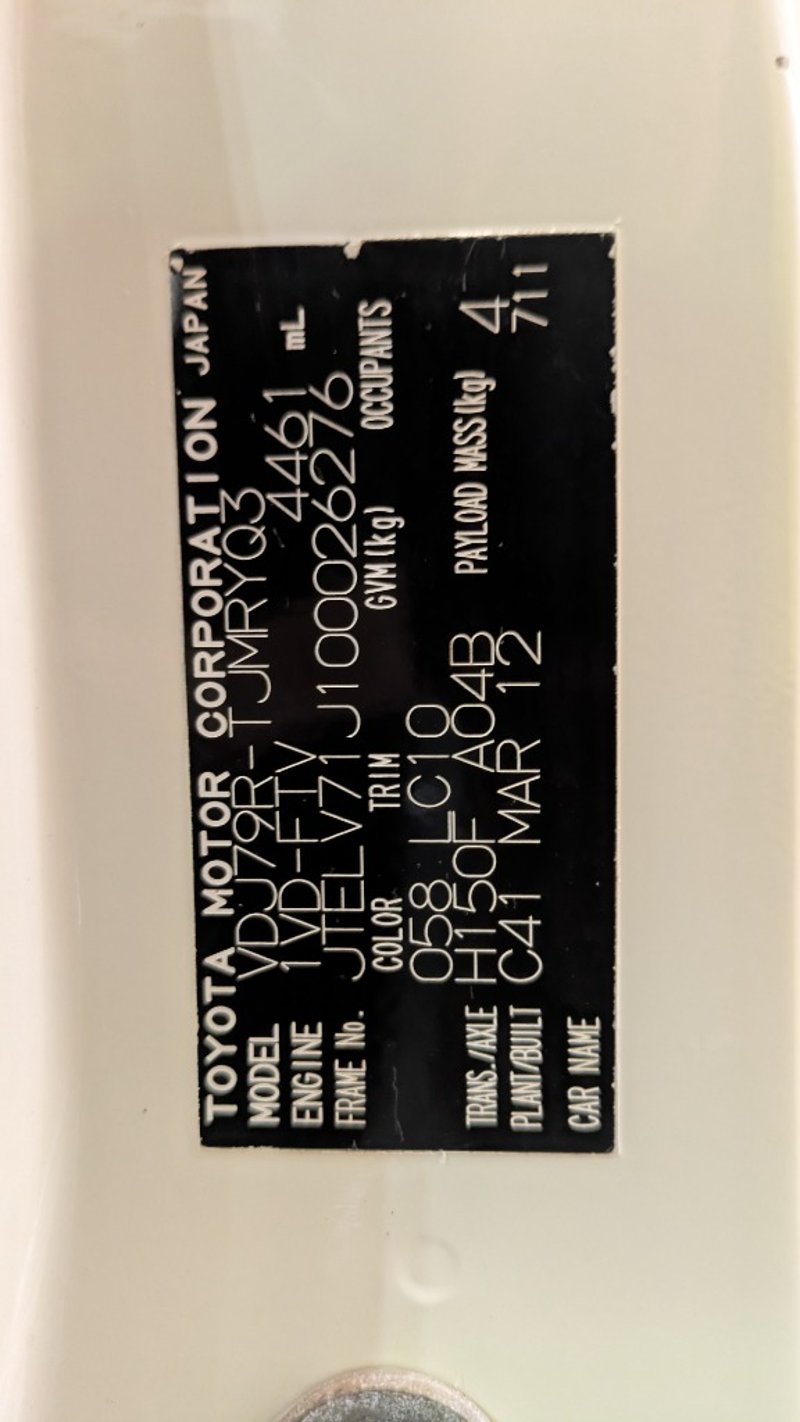 TOYOTA MOTOR CORPORATION JAPAN
MODEL VDJ79R-TJMRYQ3
ENGINE 1VD-FTV 4461 mL
FRAME No. JTELV71J100026276
COLOR TRIM GVM(kg) OCCUPANTS
058 LC10
TRANS./AXLE H150F A04B PAYLOAD MASS(kg) 4
PLANT/BUILT C41 MAR 12 711
CAR NAME